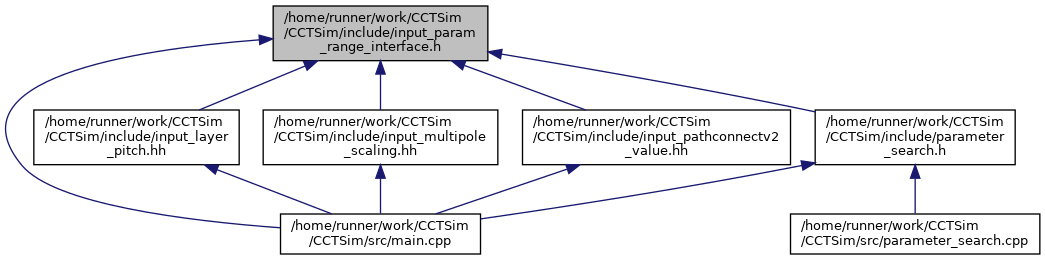 /home/runner/work/CCTSim
/CCTSim/include/input_param
_range_interface.h
/home/runner/work/CCTSim
/CCTSim/include/input_layer
_pitch.hh
/home/runner/work/CCTSim
/CCTSim/include/input_multipole
_scaling.hh
/home/runner/work/CCTSim
/CCTSim/include/input_pathconnectv2
_value.hh
/home/runner/work/CCTSim
/CCTSim/include/parameter
_search.h
/home/runner/work/CCTSim
/CCTSim/src/main.cpp
/home/runner/work/CCTSim
/CCTSim/src/parameter_search.cpp